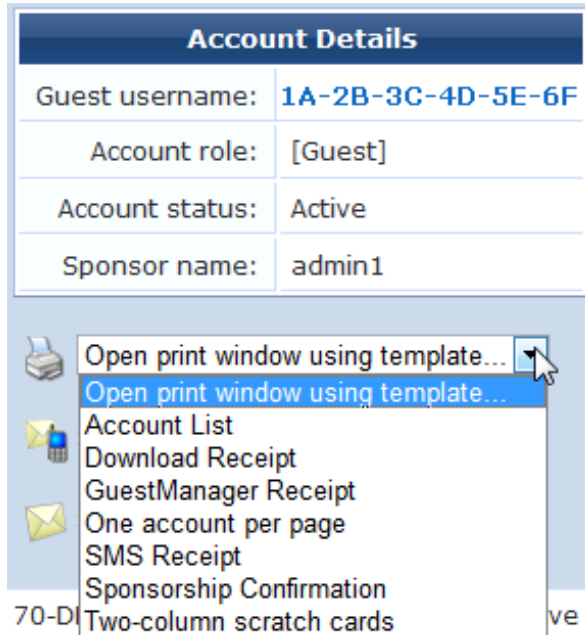 Account Details
Guest username: 1A-2B-3C-4D-5E-6F
Account role: [Guest]
Account status: Active
Sponsor name: admin1
Open print window using template...
Open print window using template...
Account List
Download Receipt
GuestManager Receipt
One account per page
SMS Receipt
Sponsorship Confirmation
Two-column scratch cards